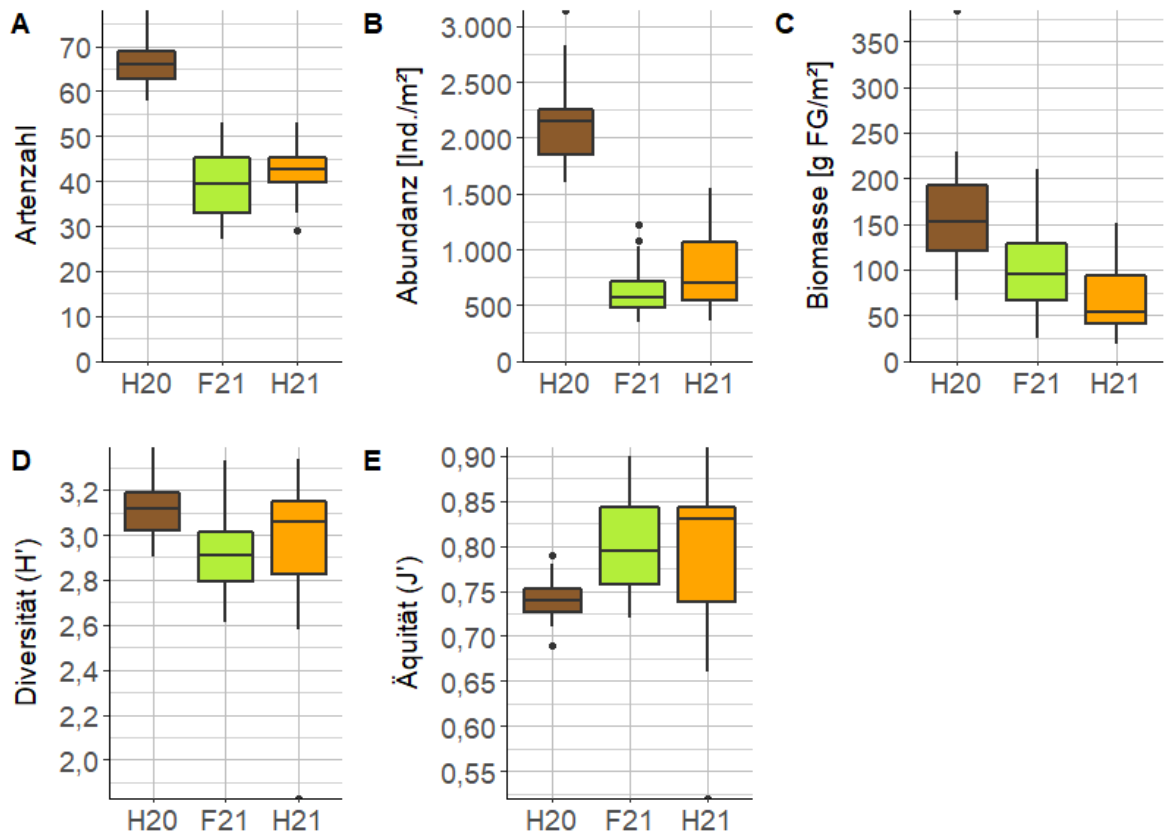 A
Artenzahl
70
60
50
40
30
20
10
0
H20 F21 H21
B
Abundanz [Ind./m²]
3.000
2.500
2.000
1.500
1.000
500
0
H20 F21 H21
C
Biomasse [g FG/m²]
350
300
250
200
150
100
50
0
H20 F21 H21
D
Diversität (H')
3,2
3,0
2,8
2,6
2,4
2,2
2,0
H20 F21 H21
E
Äquität (J')
0,90
0,85
0,80
0,75
0,70
0,65
0,60
0,55
H20 F21 H21